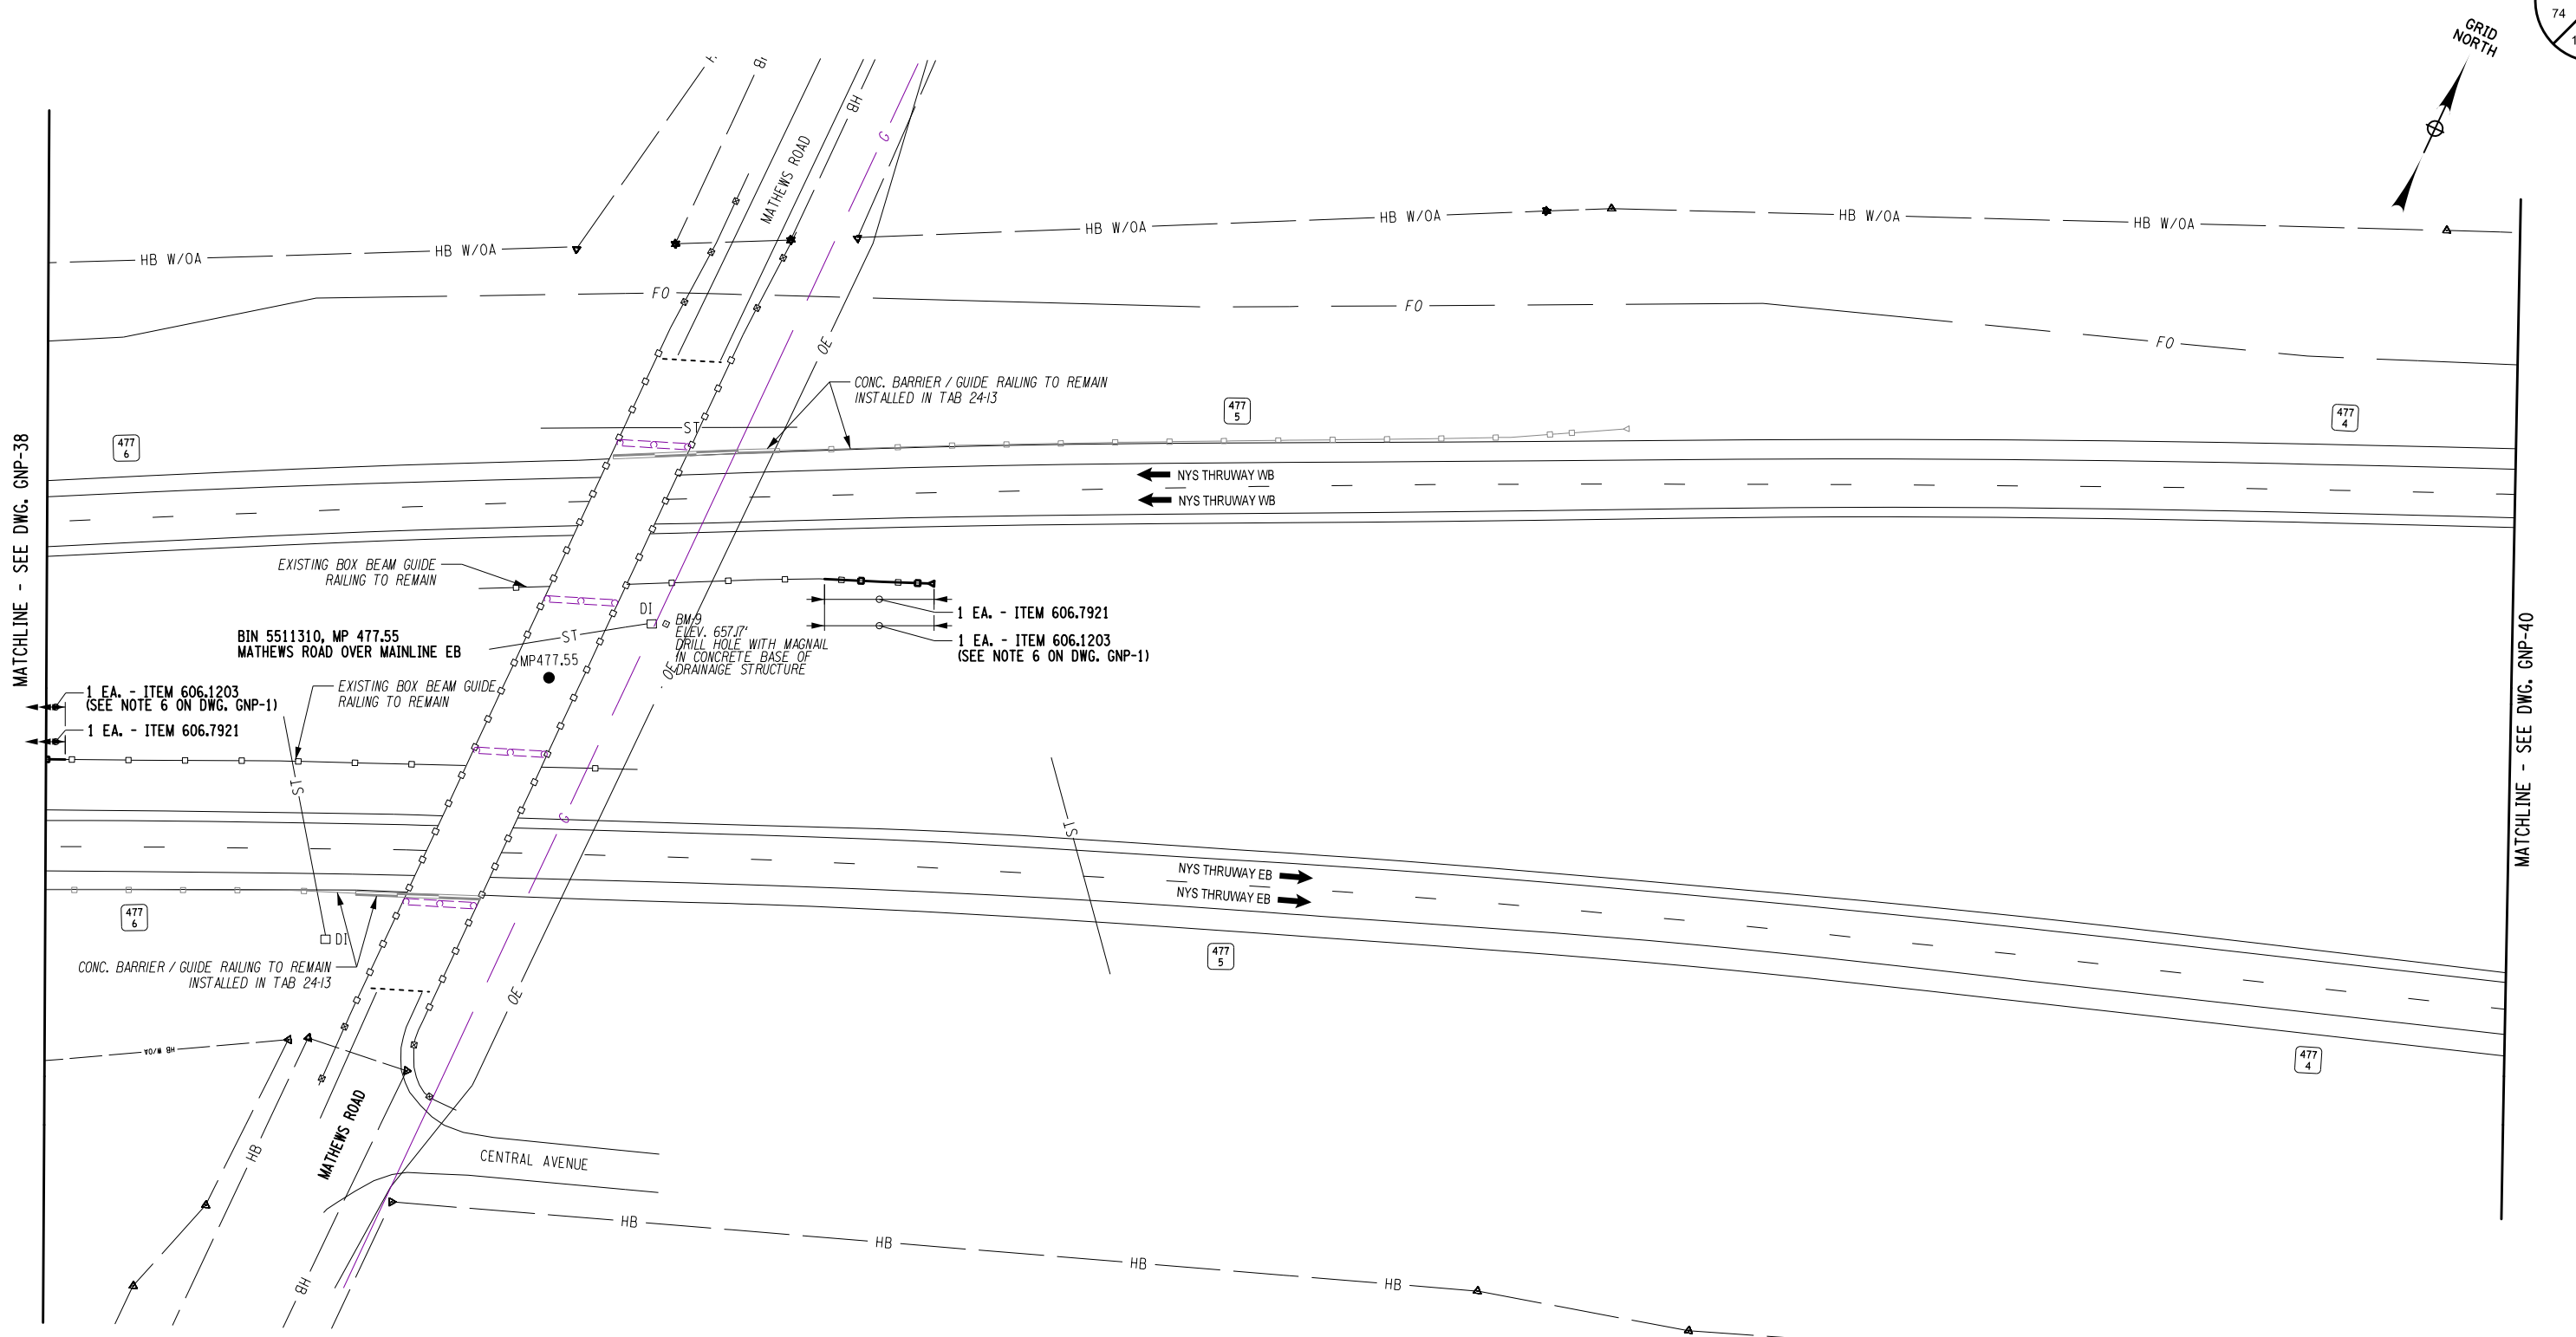 74
GRID
NORTH
HB
HB
MATHEWS ROAD
G
HB W/OA
HB W/OA
HB W/OA
HB W/OA
HB W/OA
HB W/OA
FO
FO
FO
OE
CONC. BARRIER / GUIDE RAILING TO REMAIN
INSTALLED IN TAB 24-13
477
5
477
4
477
6
ST
MATCHLINE - SEE DWG. GNP-38
NYS THRUWAY WB
NYS THRUWAY WB
EXISTING BOX BEAM GUIDE
RAILING TO REMAIN
DI
BM-9
ELEV. 657.17'
DRILL HOLE WITH MAGNAIL
IN CONCRETE BASE OF
DRAINAGE STRUCTURE
1 EA. - ITEM 606.7921
1 EA. - ITEM 606.1203
(SEE NOTE 6 ON DWG. GNP-1)
BIN 5511310, MP 477.55
MATHEWS ROAD OVER MAINLINE EB
ST
MP477.55
OE
MATCHLINE - SEE DWG. GNP-40
1 EA. - ITEM 606.1203
(SEE NOTE 6 ON DWG. GNP-1)
1 EA. - ITEM 606.7921
EXISTING BOX BEAM GUIDE
RAILING TO REMAIN
ST
G
ST
NYS THRUWAY EB
NYS THRUWAY EB
477
6
DI
477
5
CONC. BARRIER / GUIDE RAILING TO REMAIN
INSTALLED IN TAB 24-13
OE
HB W/OA
477
4
MATHEWS ROAD
HB
CENTRAL AVENUE
HB
HB
HB
HB
HB